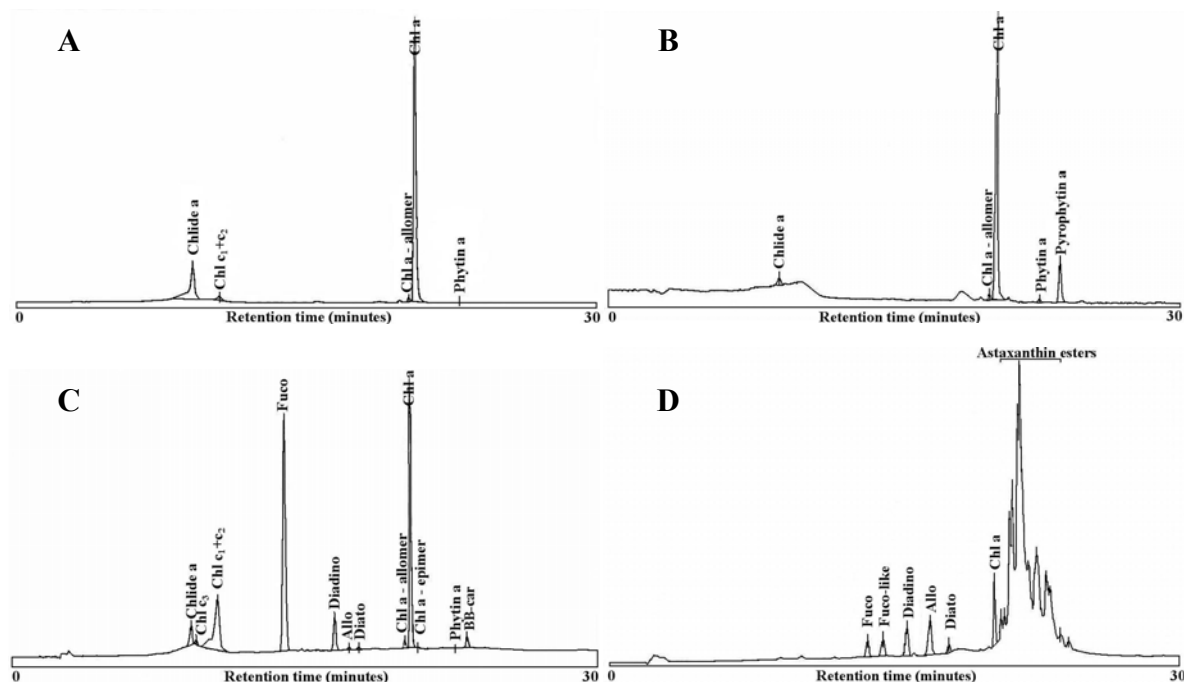 A
Chlide a
Chl c₁+c₂
Chl a - allomer
Chl a
Phytin a
0
Retention time (minutes)
30
B
Chlide a
Chl a - allomer
Chl a
Phytin a
Pyrophytin a
0
Retention time (minutes)
30
C
Chlide a
Chl c₃
Chl c₁+c₂
Fuco
Diadino
Allo
Diato
Chl a - allomer
Chl a
Chl a - epimer
Phytin a
BB-car
0
Retention time (minutes)
30
D
Astaxanthin esters
Fuco
Fuco-like
Diadino
Allo
Diato
Chl a
0
Retention time (minutes)
30